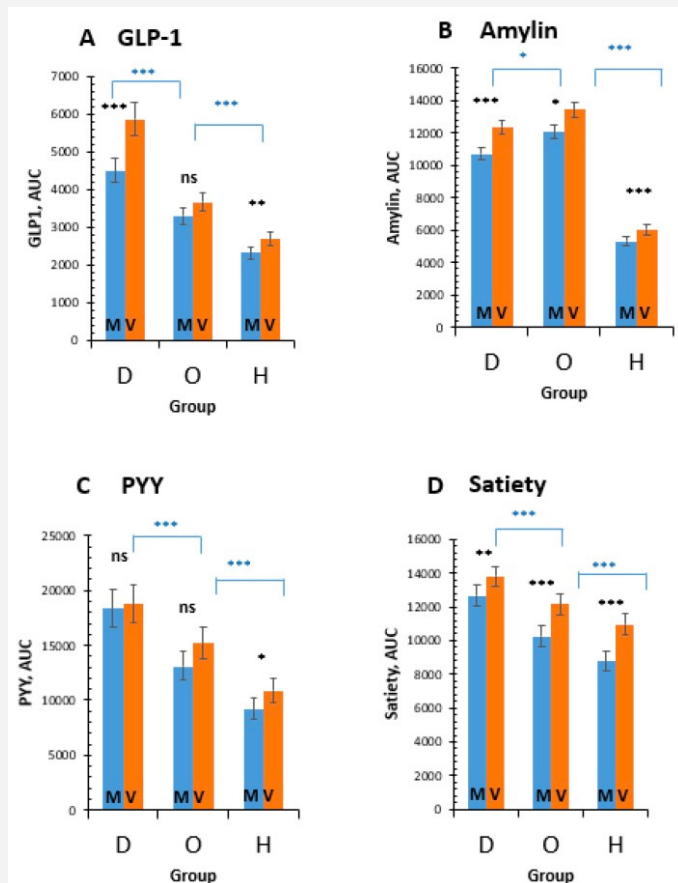 A GLP-1
***
7000
6000
5000
4000
3000
2000
1000
0
GLP1, AUC
***
***
ns
**
M V
M V
M V
D O H
Group
B Amylin
*
***
16000
14000
12000
10000
8000
6000
4000
2000
0
Amylin, AUC
***
*
***
M V
M V
M V
D O H
Group
C PYY
***
25000
20000
15000
10000
5000
0
PYY, AUC
ns
***
ns
*
M V
M V
M V
D O H
Group
D Satiety
***
16000
14000
12000
10000
8000
6000
4000
2000
0
Satiety, AUC
**
***
***
***
M V
M V
M V
D O H
Group